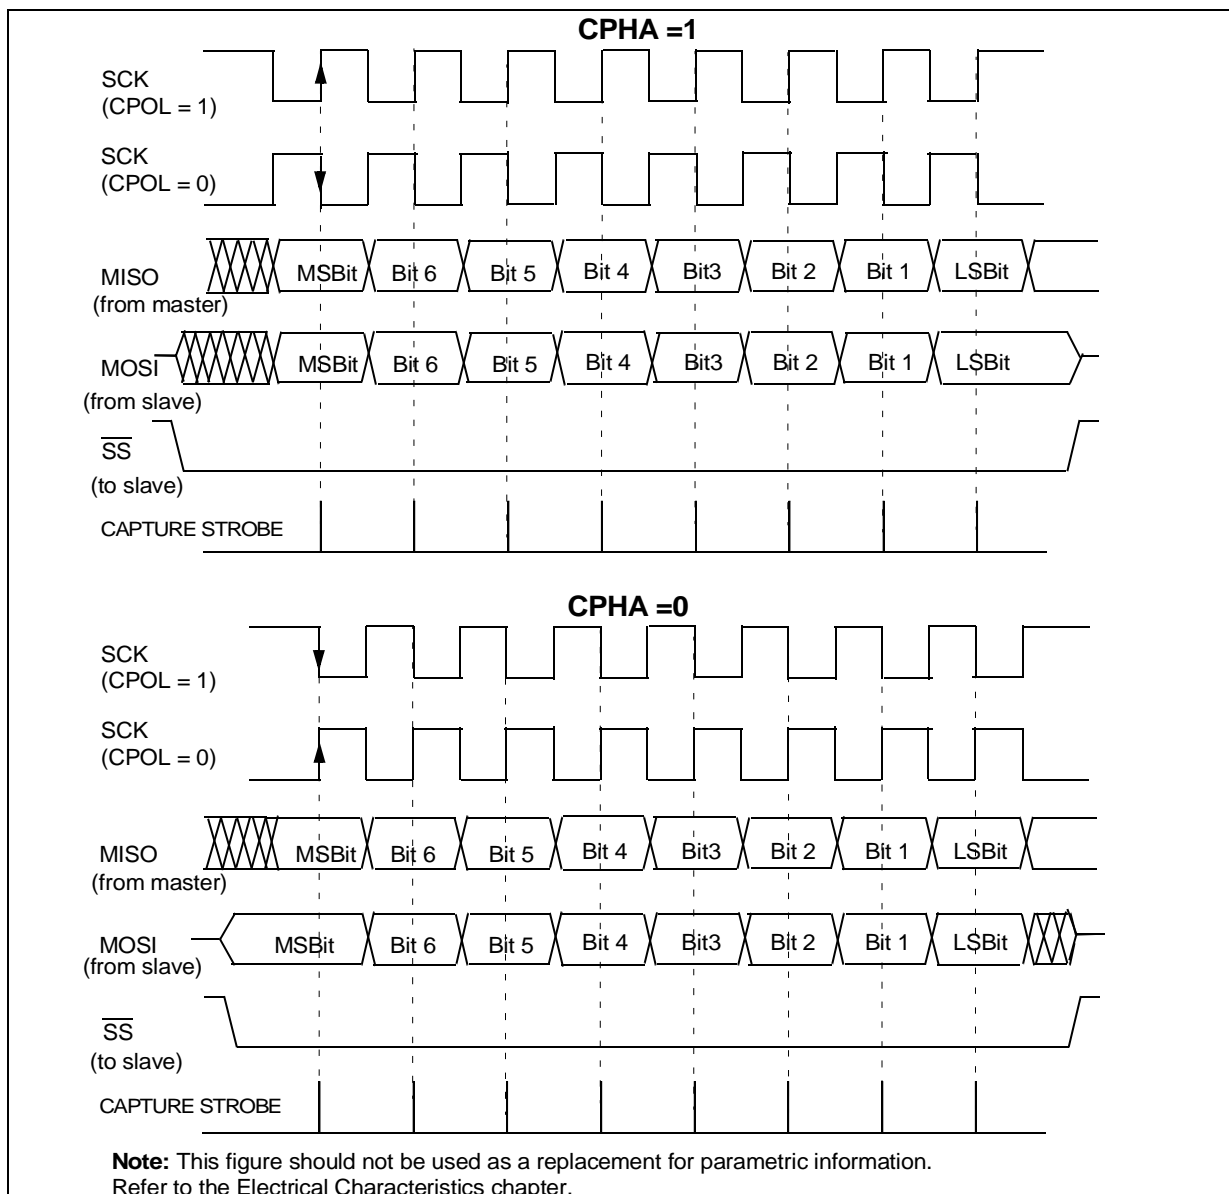 CPHA =1
SCK
(CPOL = 1)
SCK
(CPOL = 0)
MISO
(from master)
MSBit Bit 6 Bit 5 Bit 4 Bit3 Bit 2 Bit 1 LSBit
MOSI
(from slave)
MSBit Bit 6 Bit 5 Bit 4 Bit3 Bit 2 Bit 1 LSBit
SS
(to slave)
CAPTURE STROBE
CPHA =0
SCK
(CPOL = 1)
SCK
(CPOL = 0)
MISO
(from master)
MSBit Bit 6 Bit 5 Bit 4 Bit3 Bit 2 Bit 1 LSBit
MOSI
(from slave)
MSBit Bit 6 Bit 5 Bit 4 Bit3 Bit 2 Bit 1 LSBit
SS
(to slave)
CAPTURE STROBE
Note: This figure should not be used as a replacement for parametric information.
Refer to the Electrical Characteristics chapter.